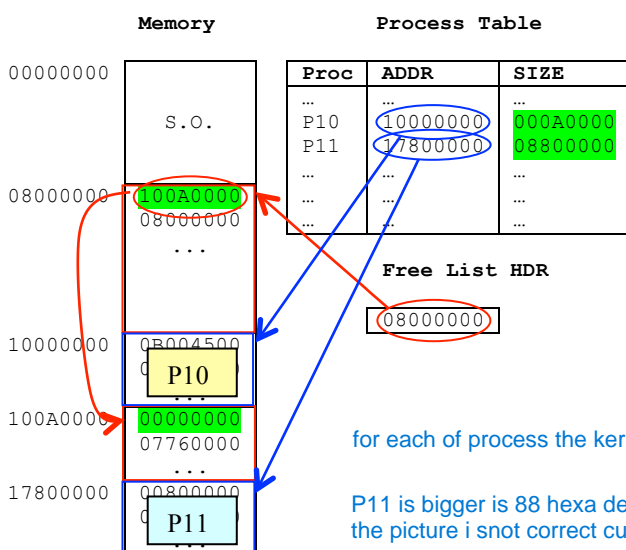 Memory
Process Table
00000000
Proc ADDR SIZE
… … …
P10 10000000 000A0000
P11 17800000 08800000
… … …
… … …
… … …
S.O.
08000000
100A0000
08000000
...
Free List HDR
08000000
10000000
0B004500
P10
...
100A0000
00000000
07760000
...
17800000
00800000
P11
...
for each of process the ker
P11 is bigger is 88 hexa de
the picture i snot correct cu